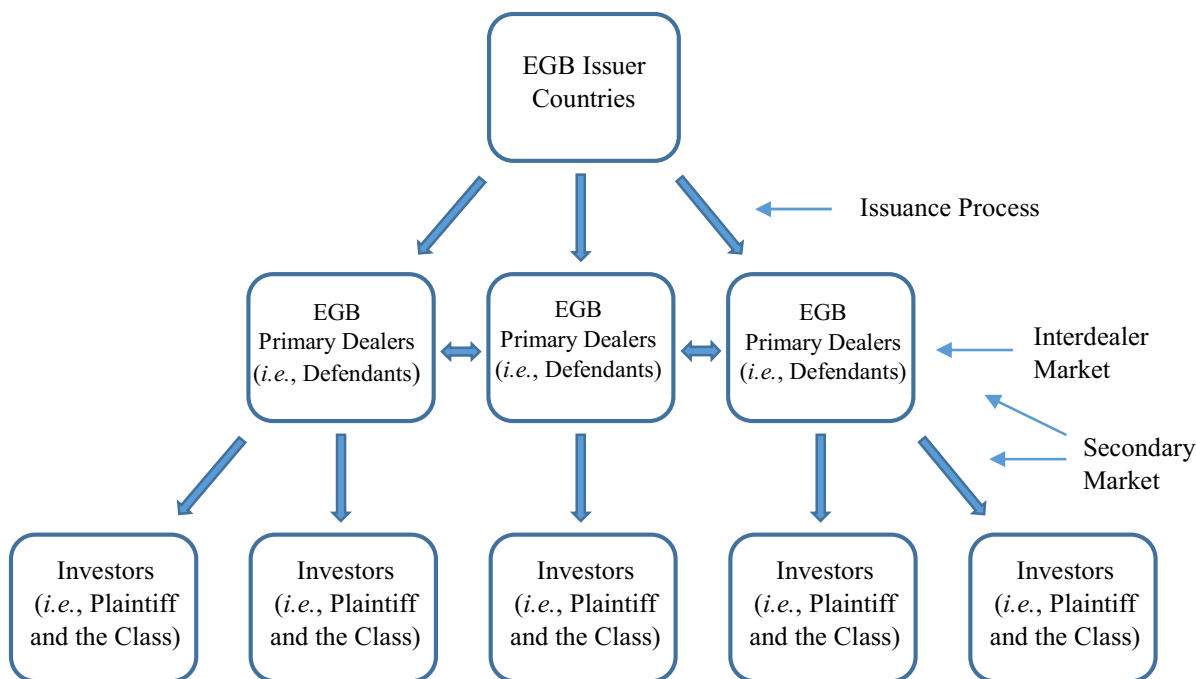 EGB Issuer
Countries
Issuance Process
EGB
Primary Dealers
(i.e., Defendants)
EGB
Primary Dealers
(i.e., Defendants)
EGB
Primary Dealers
(i.e., Defendants)
Interdealer
Market
Secondary
Market
Investors
(i.e., Plaintiff
and the Class)
Investors
(i.e., Plaintiff
and the Class)
Investors
(i.e., Plaintiff
and the Class)
Investors
(i.e., Plaintiff
and the Class)
Investors
(i.e., Plaintiff
and the Class)